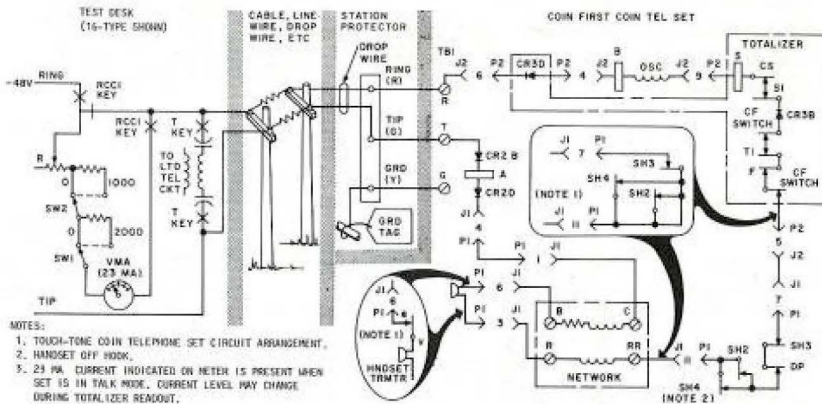 TEST DESK
(16-TYPE SHOWN)
CABLE, LINE
WIRE, DROP
WIRE, ETC
STATION
PROTECTOR
DROP
WIRE
COIN FIRST COIN TEL SET
TOTALIZER
-48V RING
RCCI
KEY
RCCI
KEY
T
KEY
TO
LTD
TEL
CKT
T
KEY
R
0 1000
SW2
0 2000
SW1
VMA
(23 MA)
TIP
RING
(R)
TIP
(G)
GRD
(Y)
GRD
TAG
TB1
R
T
G
J2 P2
6
CR3D
P2 J2
4
B
OSC
J2 P2
9
S
CS
S1
CR3B
CF
SWITCH
T1
F
CF
SWITCH
P2
5
J2
J1
7
P1
SH3
DP
CR2 B
A
CR2D
J1
4
P1
P1 J1
1
J1 P1
7
SH3
SH4
SH2
(NOTE 1)
J1 P1
11
P1 J1
6
P1 J1
3
B C
R RR
NETWORK
J1 P1
11
SH2
SH4
(NOTE 2)
J1
6
P1
(NOTE 1)
HNDSET
TRMTR
NOTES:
1. TOUCH-TONE COIN TELEPHONE SET CIRCUIT ARRANGEMENT.
2. HANDSET OFF HOOK.
3. 23 MA CURRENT INDICATED ON METER IS PRESENT WHEN
SET IS IN TALK MODE. CURRENT LEVEL MAY CHANGE
DURING TOTALIZER READOUT.